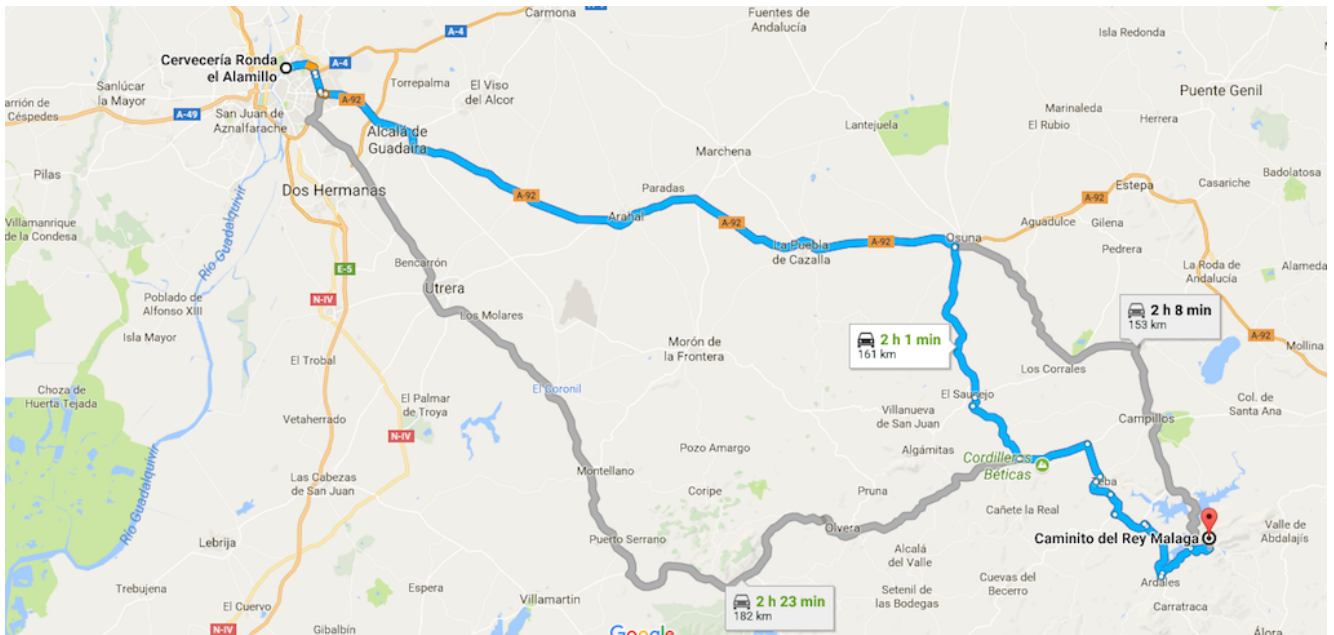 Carmona
A-4
Fuentes de
Andalucía
Isla Redonda
Cervecería Ronda
el Alamillo
A-4
Torrepalma
El Viso
del Alcor
Sanlúcar
la Mayor
arrión de
Céspedes
A-49
San Juan de
Aznalfarache
A-92
Alcalá de
Guadaira
Lantejuela
Marinaleda
El Rubio
Herrera
Puente Genil
Marchena
Pilas
Dos Hermanas
A-92
Paradas
Arahal
A-92
La Puebla
de Cazalla
A-92
Osuna
Aguadulce
A-92
Estepa
Gilena
Casariche
Badolatosa
Pedrera
La Roda de
Andalucía
Alameda
Villamanrique
de la Condesa
Río Guadalquivir
Bencarrón
E-5
Utrera
N-IV
Los Molares
Poblado de
Alfonso XIII
Isla Mayor
2 h 8 min
153 km
2 h 1 min
161 km
A-92
Mollina
Morón de
la Frontera
Los Corrales
El Trobal
Choza de
Huerta Tejada
El Coronil
El Palmar
de Troya
Vetaherrado
N-IV
El Saucejo
Villanueva
de San Juan
Campillos
Col. de
Santa Ana
Algámitas
Pozo Amargo
Cordilleras
Béticas
Las Cabezas
de San Juan
Montellano
Coripe
Pruna
Teba
Cañete la Real
Río Guadalquivir
Lebrija
Puerto Serrano
Olvera
Caminito del Rey Malaga
Valle de
Abdalajís
Alcalá
del Valle
Trebujena
Espera
Setenil de
las Bodegas
Cuevas del
Becerro
Ardales
Carratraca
2 h 23 min
182 km
El Cuervo
Villamartin
N-IV
Gibalbín
Google
Álora